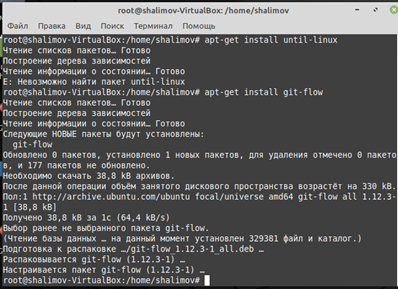 root@shalimov-VirtualBox: /home/shalimov
Файл Правка Вид Поиск Терминал Помощь
root@shalimov-VirtualBox:/home/shalimov# apt-get install until-linux
Чтение списков пакетов… Готово
Построение дерева зависимостей
Чтение информации о состоянии… Готово
E: Невозможно найти пакет until-linux
root@shalimov-VirtualBox:/home/shalimov# apt-get install git-flow
Чтение списков пакетов… Готово
Построение дерева зависимостей
Чтение информации о состоянии… Готово
Следующие НОВЫЕ пакеты будут установлены:
git-flow
Обновлено 0 пакетов, установлено 1 новых пакетов, для удаления отмечено 0 пакето
в, и 177 пакетов не обновлено.
Необходимо скачать 38,8 kB архивов.
После данной операции объём занятого дискового пространства возрастёт на 330 kB.
Пол:1 http://archive.ubuntu.com/ubuntu focal/universe amd64 git-flow all 1.12.3-
1 [38,8 kB]
Получено 38,8 kB за 1с (64,4 kB/s)
Выбор ранее не выбранного пакета git-flow.
(Чтение базы данных … на данный момент установлен 329381 файл и каталог.)
Подготовка к распаковке …/git-flow_1.12.3-1_all.deb …
Распаковывается git-flow (1.12.3-1) …
Настраивается пакет git-flow (1.12.3-1) …
root@shalimov-VirtualBox:/home/shalimov#